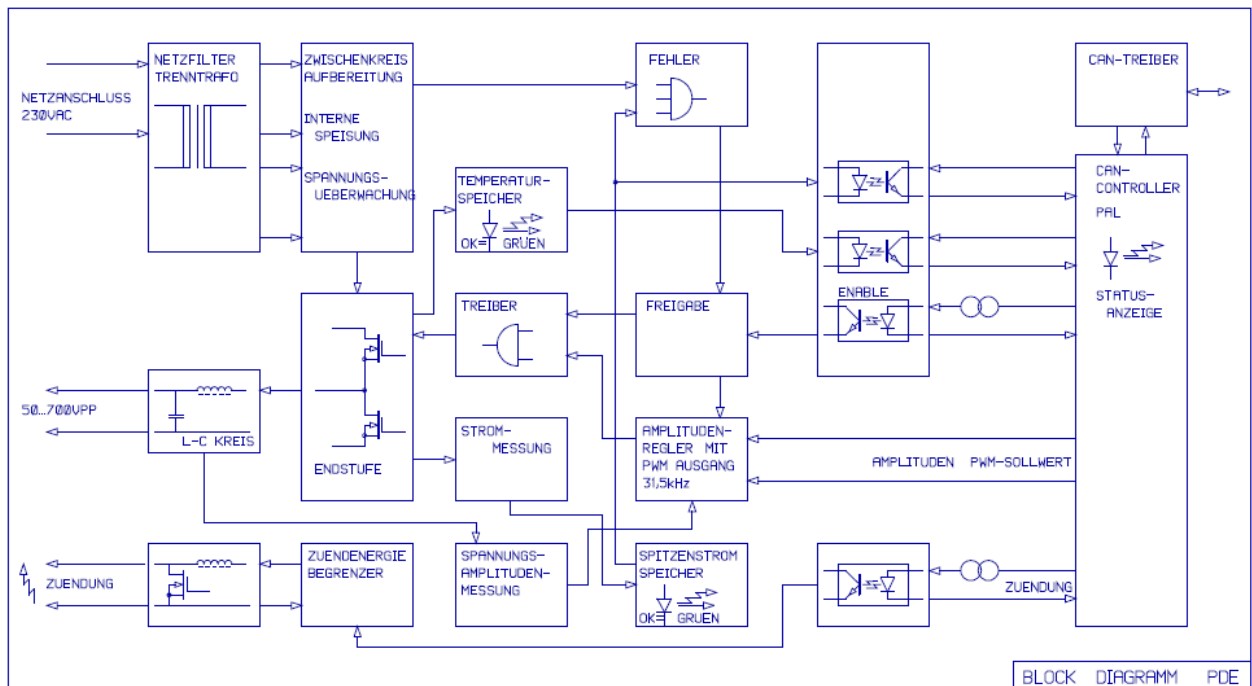 NETZANSCHLUSS
230VAC
NETZFILTER
TRENNTRAFO
ZWISCHENKREIS
AUFBEREITUNG
INTERNE
SPEISUNG
SPANNUNGS-
UEBERWACHUNG
TEMPERATUR-
SPEICHER
OK= GRUEN
FEHLER
CAN-TREIBER
CAN-
CONTROLLER
PAL
STATUS-
ANZEIGE
ENABLE
TREIBER
FREIGABE
50...700VPP
L-C KREIS
ENDSTUFE
STROM-
MESSUNG
AMPLITUDEN-
REGLER MIT
PWM AUSGANG
31,5kHz
AMPLITUDEN PWM-SOLLWERT
ZUENDUNG
ZUENDENERGIE
BEGRENZER
SPANNUNGS-
AMPLITUDEN-
MESSUNG
SPITZENSTROM
SPEICHER
OK= GRUEN
ZUENDUNG
BLOCK DIAGRAMM PDE